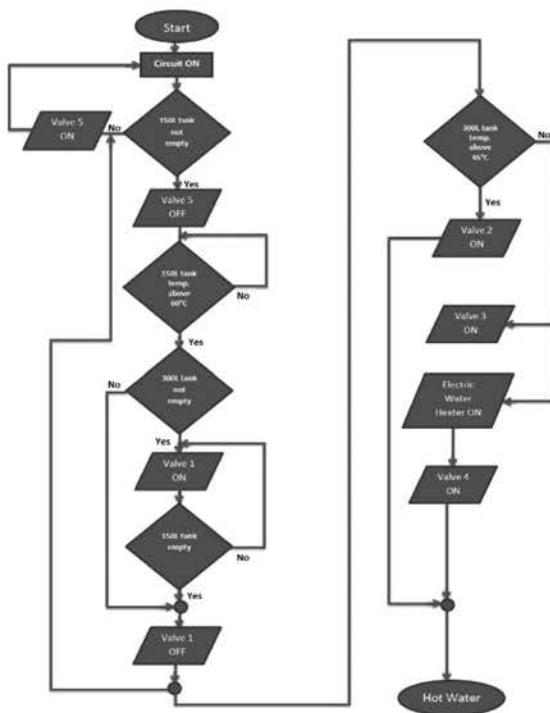 Start
Circuit ON
Valve 5
ON
No
150L tank
not
empty
Yes
Valve 5
OFF
150L tank
temp.
above
60°C
No
Yes
300L tank
not
empty
No
Yes
Valve 1
ON
150L tank
empty
No
Yes
Valve 1
OFF
300L tank
temp.
above
45°C
No
Yes
Valve 2
ON
Valve 3
ON
Electric
Water
Heater ON
Valve 4
ON
Hot Water